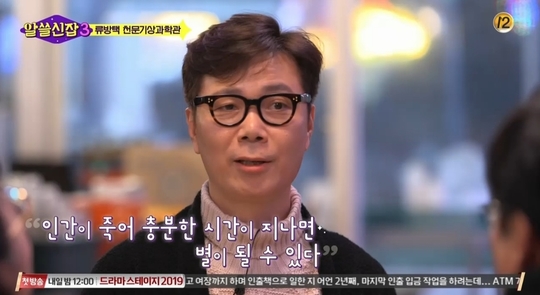 알쓸신잡3
류방택 천문기상과학관
12
"인간이 죽어 충분한 시간이 지나면
별이 될 수 있다"
첫방송 내일 밤 12:00 드라마 스테이지 2019 고 여장까지 하며 인출책으로 일한 지 어언 2년째, 마지막 인출 입금 작업을 하려는데... ATM ?